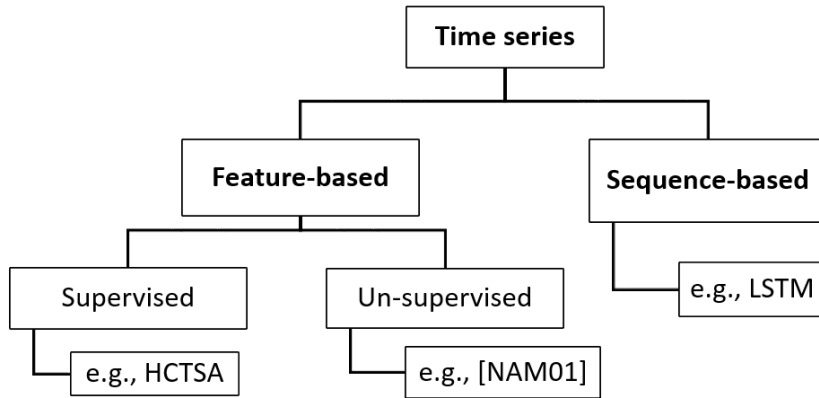 Time series
Feature-based
Sequence-based
Supervised
Un-supervised
e.g., LSTM
e.g., HCTSA
e.g., [NAM01]